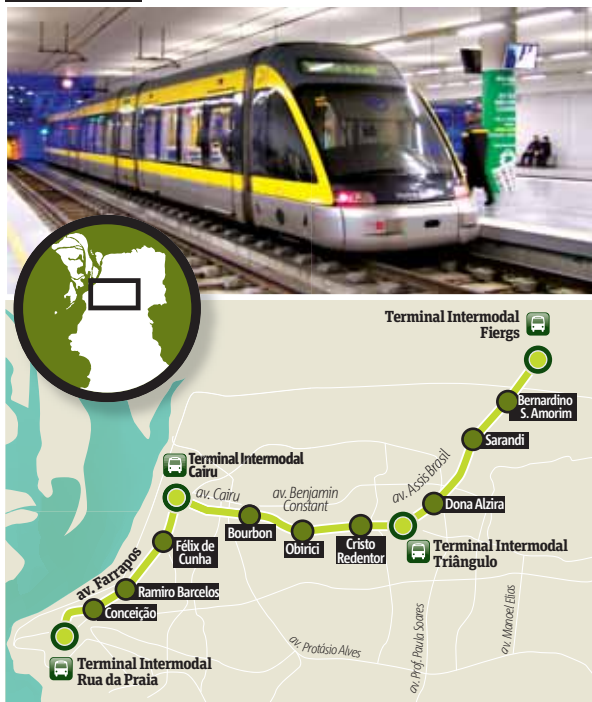 Terminal Intermodal
Fiergs
Bernardino
S. Amorim
Sarandi
Terminal Intermodal
Cairu
av. Cairu
av. Benjamin
Constant
av. Assis Brasil
Dona Alzira
Bourbon
Obirici
Cristo
Redentor
Terminal Intermodal
Triângulo
Félix de
Cunha
av. Farrapos
Ramiro Barcelos
Conceição
av. Protásio Alves
av. Prof. Paula Soares
av. Manoel Elias
Terminal Intermodal
Rua da Praia